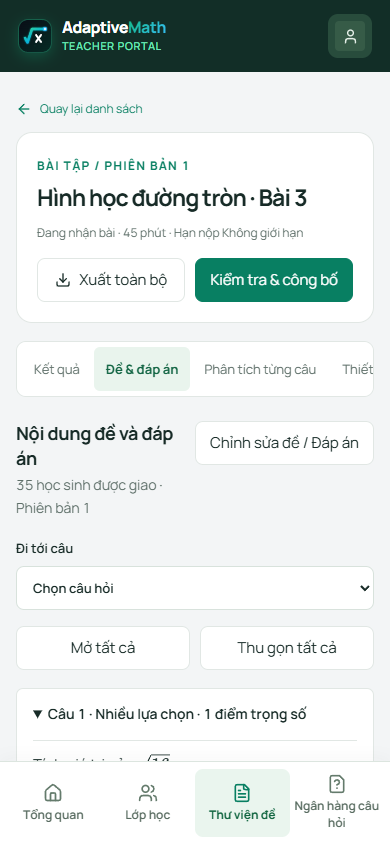 AdaptiveMath
TEACHER PORTAL
Quay lại danh sách
BÀI TẬP / PHIÊN BẢN 1
Hình học đường tròn · Bài 3
Đang nhận bài · 45 phút · Hạn nộp Không giới hạn
Xuất toàn bộ
Kiểm tra & công bố
Kết quả
Đề & đáp án
Phân tích từng câu
Thiết
Nội dung đề và đáp
án
35 học sinh được giao ·
Phiên bản 1
Chỉnh sửa đề / Đáp án
Đi tới câu
Chọn câu hỏi
Mở tất cả
Thu gọn tất cả
Câu 1 · Nhiều lựa chọn · 1 điểm trọng số
Tổng quan
Lớp học
Thư viện đề
Ngân hàng câu
hỏi